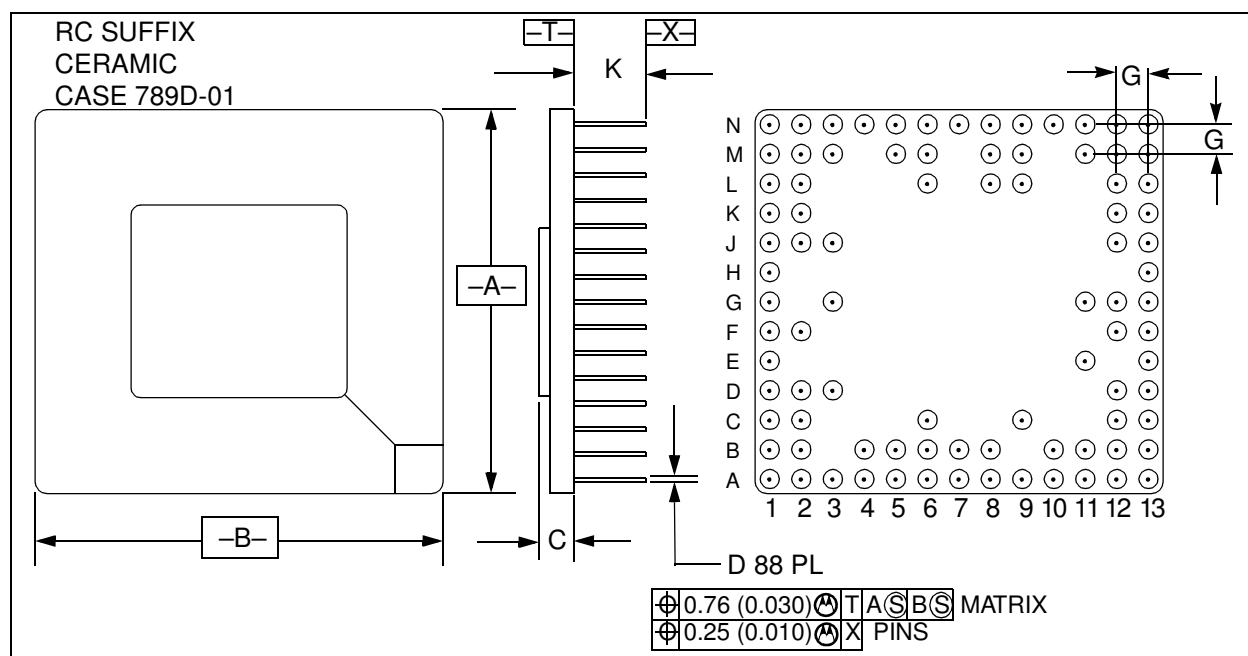 RC SUFFIX
CERAMIC
CASE 789D-01
–T–
–X–
K
G
G
–A–
–B–
C
N
M
L
K
J
H
G
F
E
D
C
B
A
1 2 3 4 5 6 7 8 9 10 11 12 13
D 88 PL
⌖ 0.76 (0.030) Ⓜ T A Ⓢ B Ⓢ MATRIX
⌖ 0.25 (0.010) Ⓜ X PINS